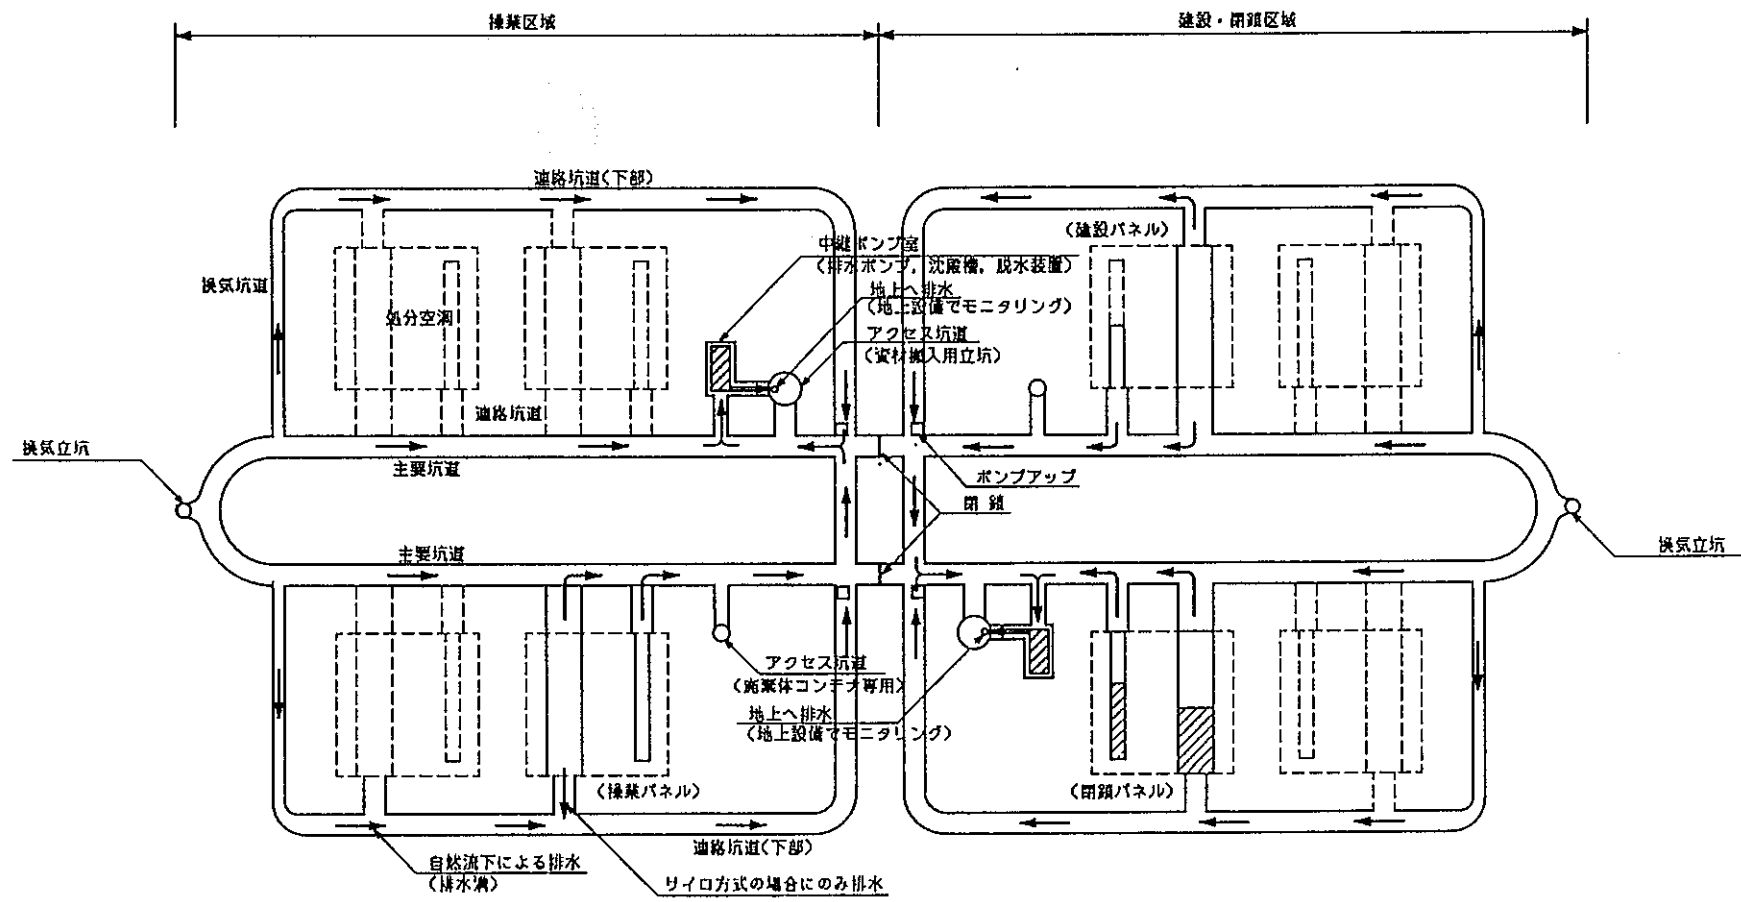 操業区域
建設・閉鎖区域
連絡坑道(下部)
(建設パネル)
中継ポンプ室
(排水ポンプ, 沈殿槽, 脱水装置)
換気坑道
地上へ排水
(地上設備でモニタリング)
処分空洞
アクセス坑道
(資材搬入用立坑)
連絡坑道
換気立坑
主要坑道
ポンプアップ
閉鎖
主要坑道
換気立坑
アクセス坑道
(廃棄体コンテナ専用)
地上へ排水
(地上設備でモニタリング)
(操業パネル)
(閉鎖パネル)
連絡坑道(下部)
自然流下による排水
(排水溝)
サイロ方式の場合にのみ排水